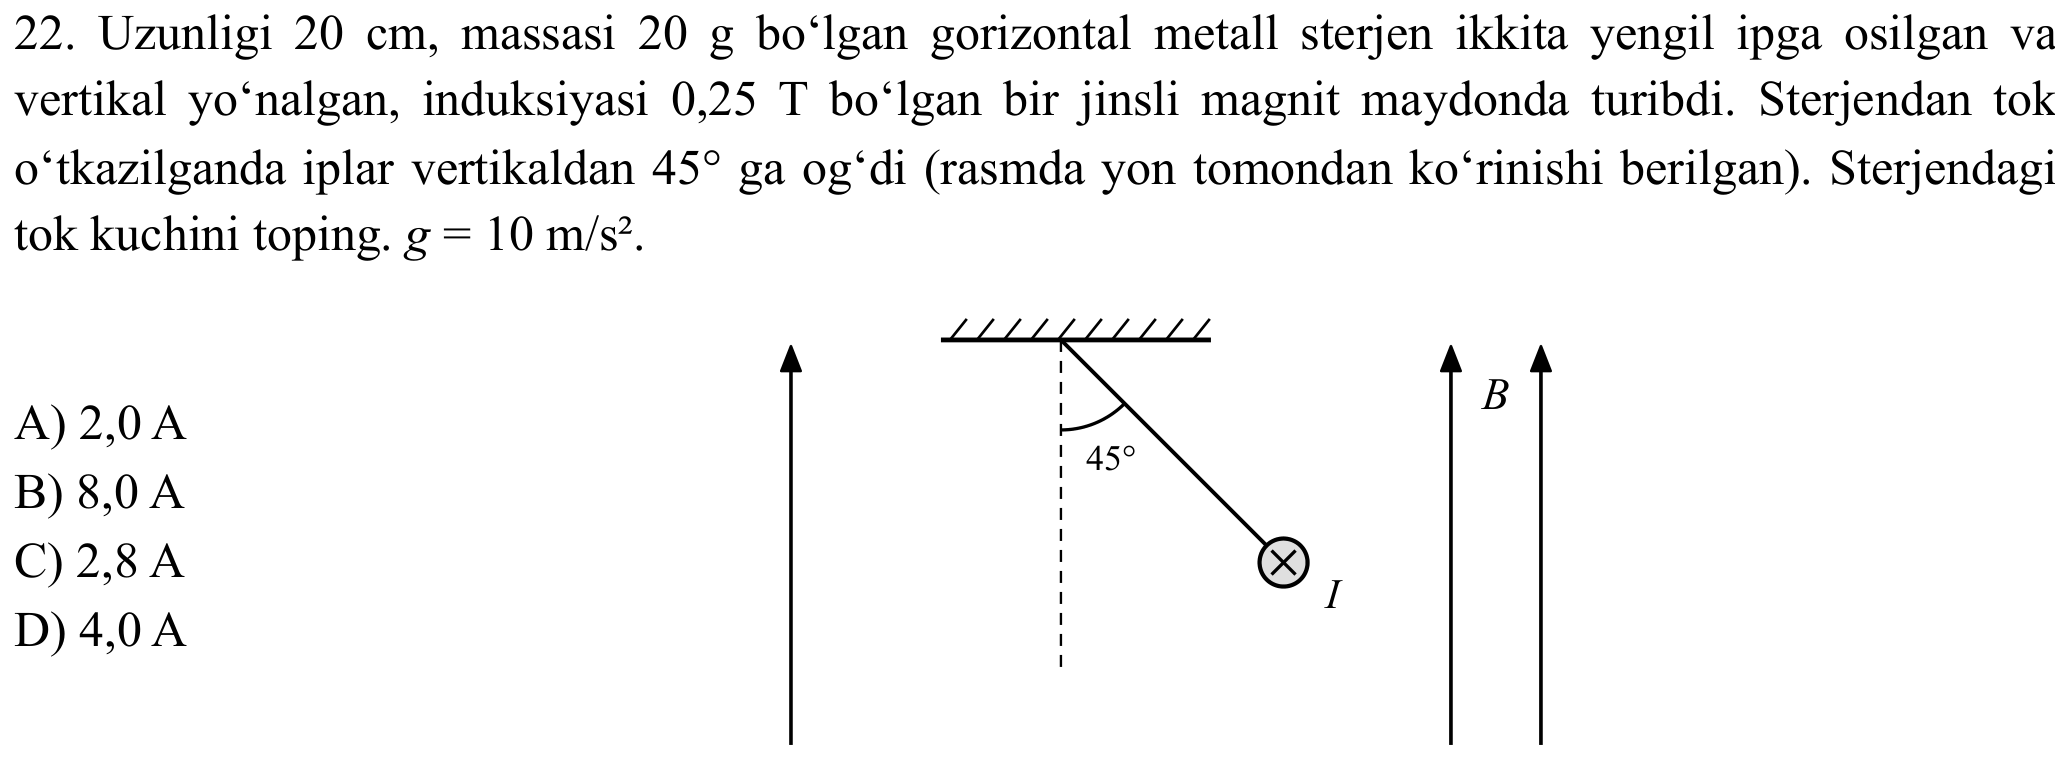 22. Uzunligi 20 cm, massasi 20 g bo‘lgan gorizontal metall sterjen ikkita yengil ipga osilgan va
vertikal yo‘nalgan, induksiyasi 0,25 T bo‘lgan bir jinsli magnit maydonda turibdi. Sterjendan tok
o‘tkazilganda iplar vertikaldan 45° ga og‘di (rasmda yon tomondan ko‘rinishi berilgan). Sterjendagi
tok kuchini toping. g = 10 m/s².
B
A) 2,0 A
45°
B) 8,0 A
C) 2,8 A
I
D) 4,0 A